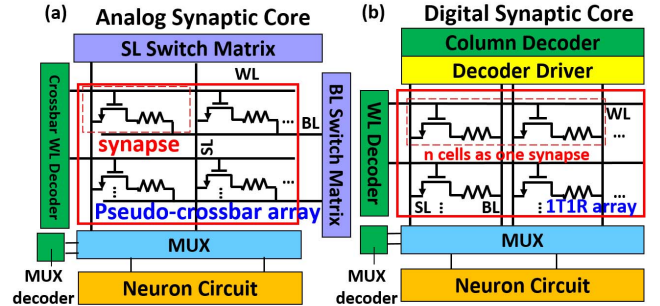 (a) Analog Synaptic Core
SL Switch Matrix
Crossbar WL Decoder
WL
BL
synapse
SL
...
...
Pseudo-crossbar array
BL Switch Matrix
MUX
MUX
decoder
Neuron Circuit
(b) Digital Synaptic Core
Column Decoder
Decoder Driver
WL Decoder
WL
...
n cells as one synapse
...
SL
BL
1T1R array
MUX
MUX
decoder
Neuron Circuit